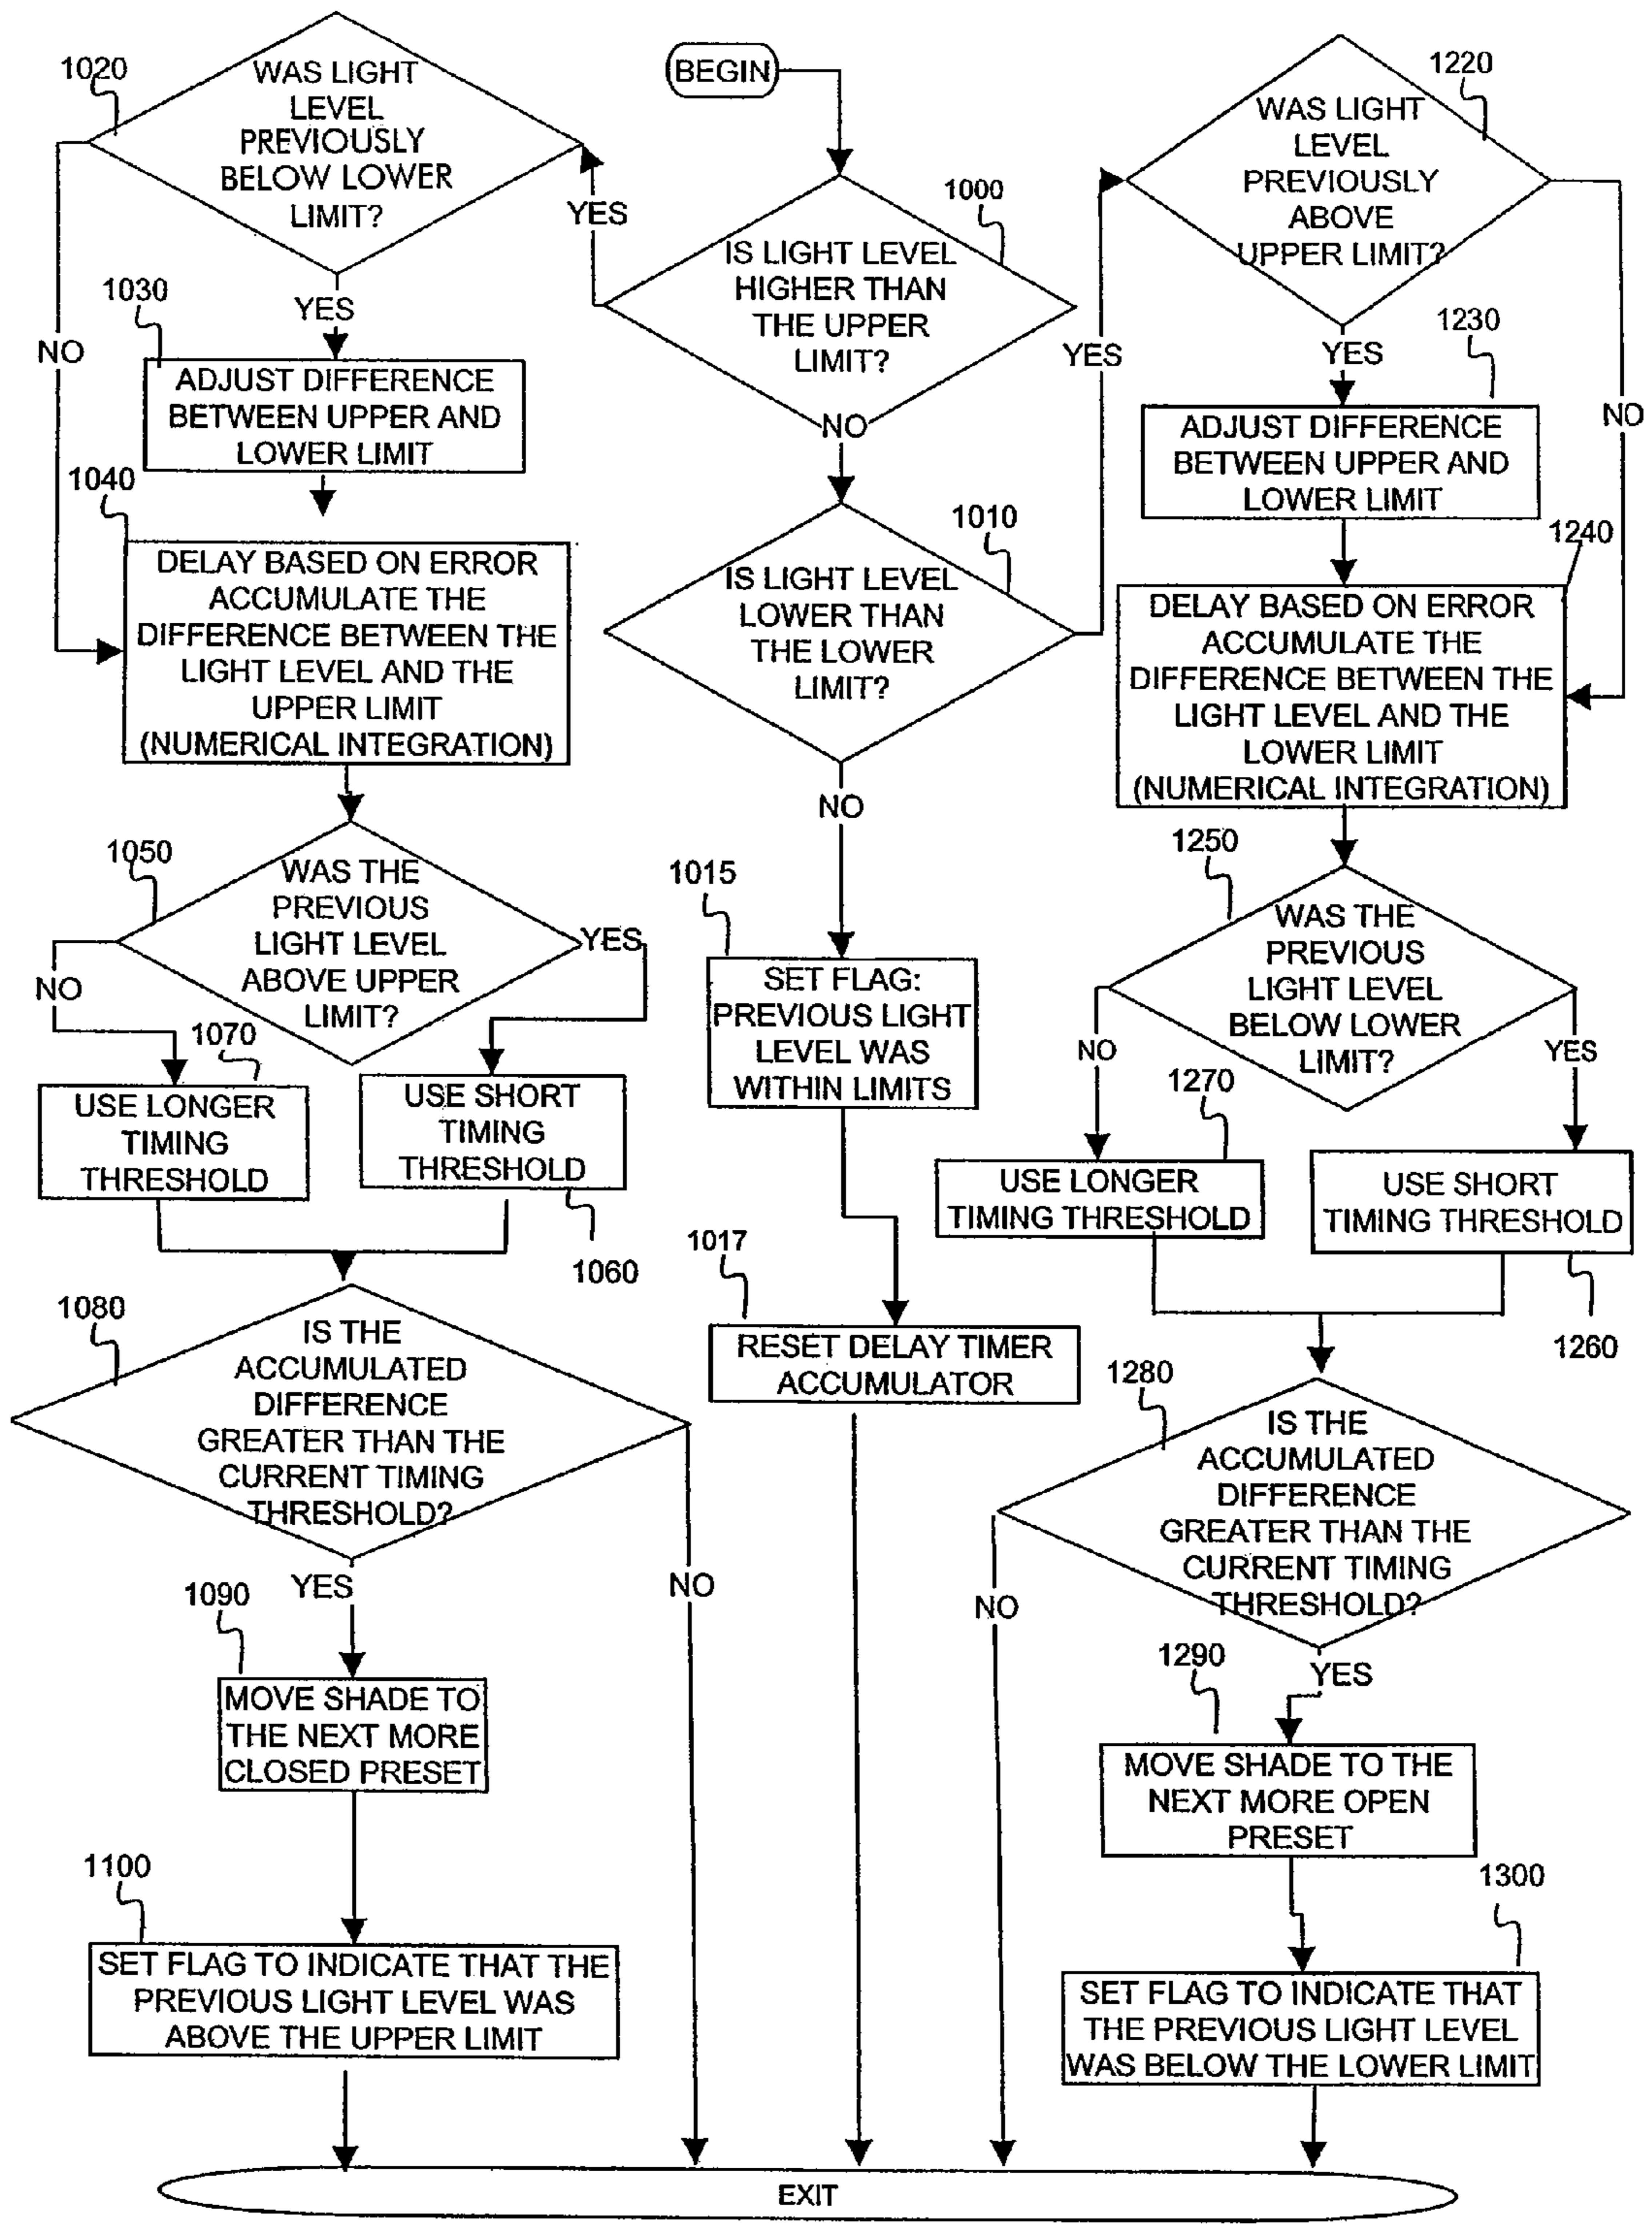 BEGIN
1000
IS LIGHT LEVEL
HIGHER THAN
THE UPPER
LIMIT?
YES
NO
1010
IS LIGHT LEVEL
LOWER THAN
THE LOWER
LIMIT?
YES
NO
1015
SET FLAG:
PREVIOUS LIGHT
LEVEL WAS
WITHIN LIMITS
1017
RESET DELAY TIMER
ACCUMULATOR
1020
WAS LIGHT
LEVEL
PREVIOUSLY
BELOW LOWER
LIMIT?
NO
YES
1030
ADJUST DIFFERENCE
BETWEEN UPPER AND
LOWER LIMIT
1040
DELAY BASED ON ERROR
ACCUMULATE THE
DIFFERENCE BETWEEN THE
LIGHT LEVEL AND THE
UPPER LIMIT
(NUMERICAL INTEGRATION)
1050
WAS THE
PREVIOUS
LIGHT LEVEL
ABOVE UPPER
LIMIT?
YES
NO
1070
USE LONGER
TIMING
THRESHOLD
USE SHORT
TIMING
THRESHOLD
1060
1080
IS THE
ACCUMULATED
DIFFERENCE
GREATER THAN THE
CURRENT TIMING
THRESHOLD?
YES
NO
1090
MOVE SHADE TO
THE NEXT MORE
CLOSED PRESET
1100
SET FLAG TO INDICATE THAT THE
PREVIOUS LIGHT LEVEL WAS
ABOVE THE UPPER LIMIT
1220
WAS LIGHT
LEVEL
PREVIOUSLY
ABOVE
UPPER LIMIT?
YES
NO
1230
ADJUST DIFFERENCE
BETWEEN UPPER AND
LOWER LIMIT
1240
DELAY BASED ON ERROR
ACCUMULATE THE
DIFFERENCE BETWEEN THE
LIGHT LEVEL AND THE
LOWER LIMIT
(NUMERICAL INTEGRATION)
1250
WAS THE
PREVIOUS
LIGHT LEVEL
BELOW LOWER
LIMIT?
NO
YES
1270
USE LONGER
TIMING THRESHOLD
USE SHORT
TIMING THRESHOLD
1260
1280
IS THE
ACCUMULATED
DIFFERENCE
GREATER THAN THE
CURRENT TIMING
THRESHOLD?
NO
YES
1290
MOVE SHADE TO THE
NEXT MORE OPEN
PRESET
1300
SET FLAG TO INDICATE THAT
THE PREVIOUS LIGHT LEVEL
WAS BELOW THE LOWER LIMIT
EXIT